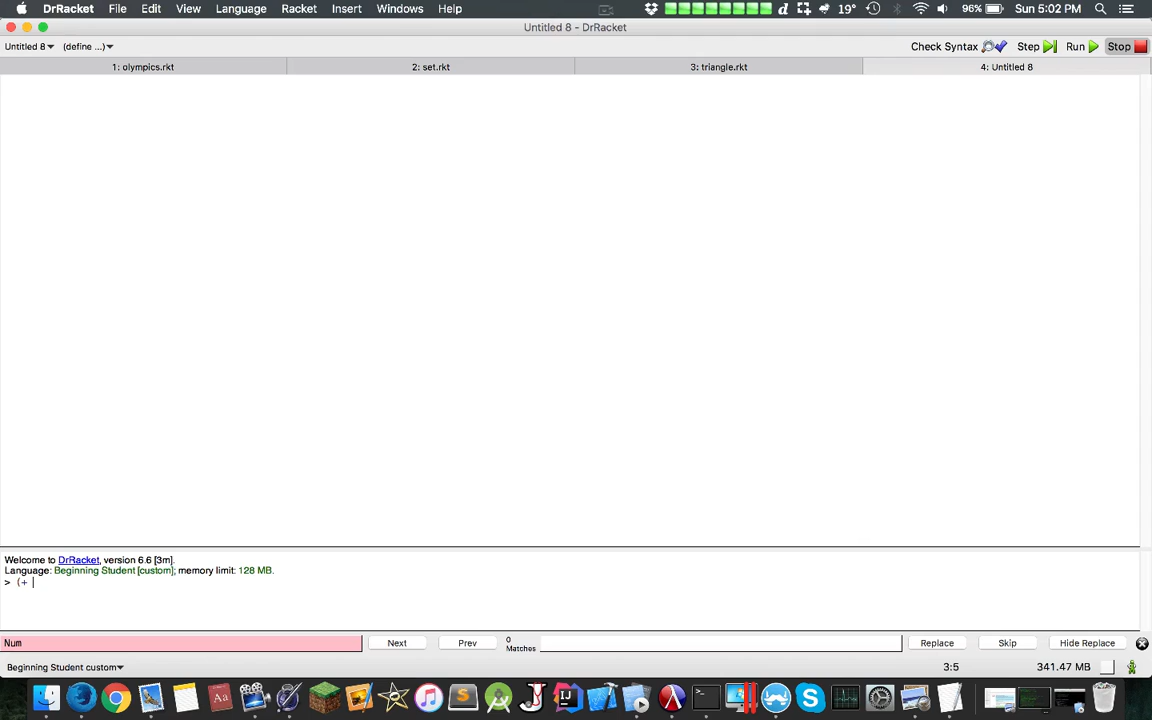 DrRacket File Edit View Language Racket Insert Windows Help d 19° 96% Sun 5:02 PM
Untitled 8 - DrRacket
Untitled 8 (define ...) Check Syntax Step Run Stop
1: olympics.rkt 2: set.rkt 3: triangle.rkt 4: Untitled 8
Welcome to DrRacket, version 6.6 [3m].
Language: Beginning Student [custom]; memory limit: 128 MB.
> (+
Num Next Prev 0 Matches Replace Skip Hide Replace
Beginning Student custom 3:5 341.47 MB